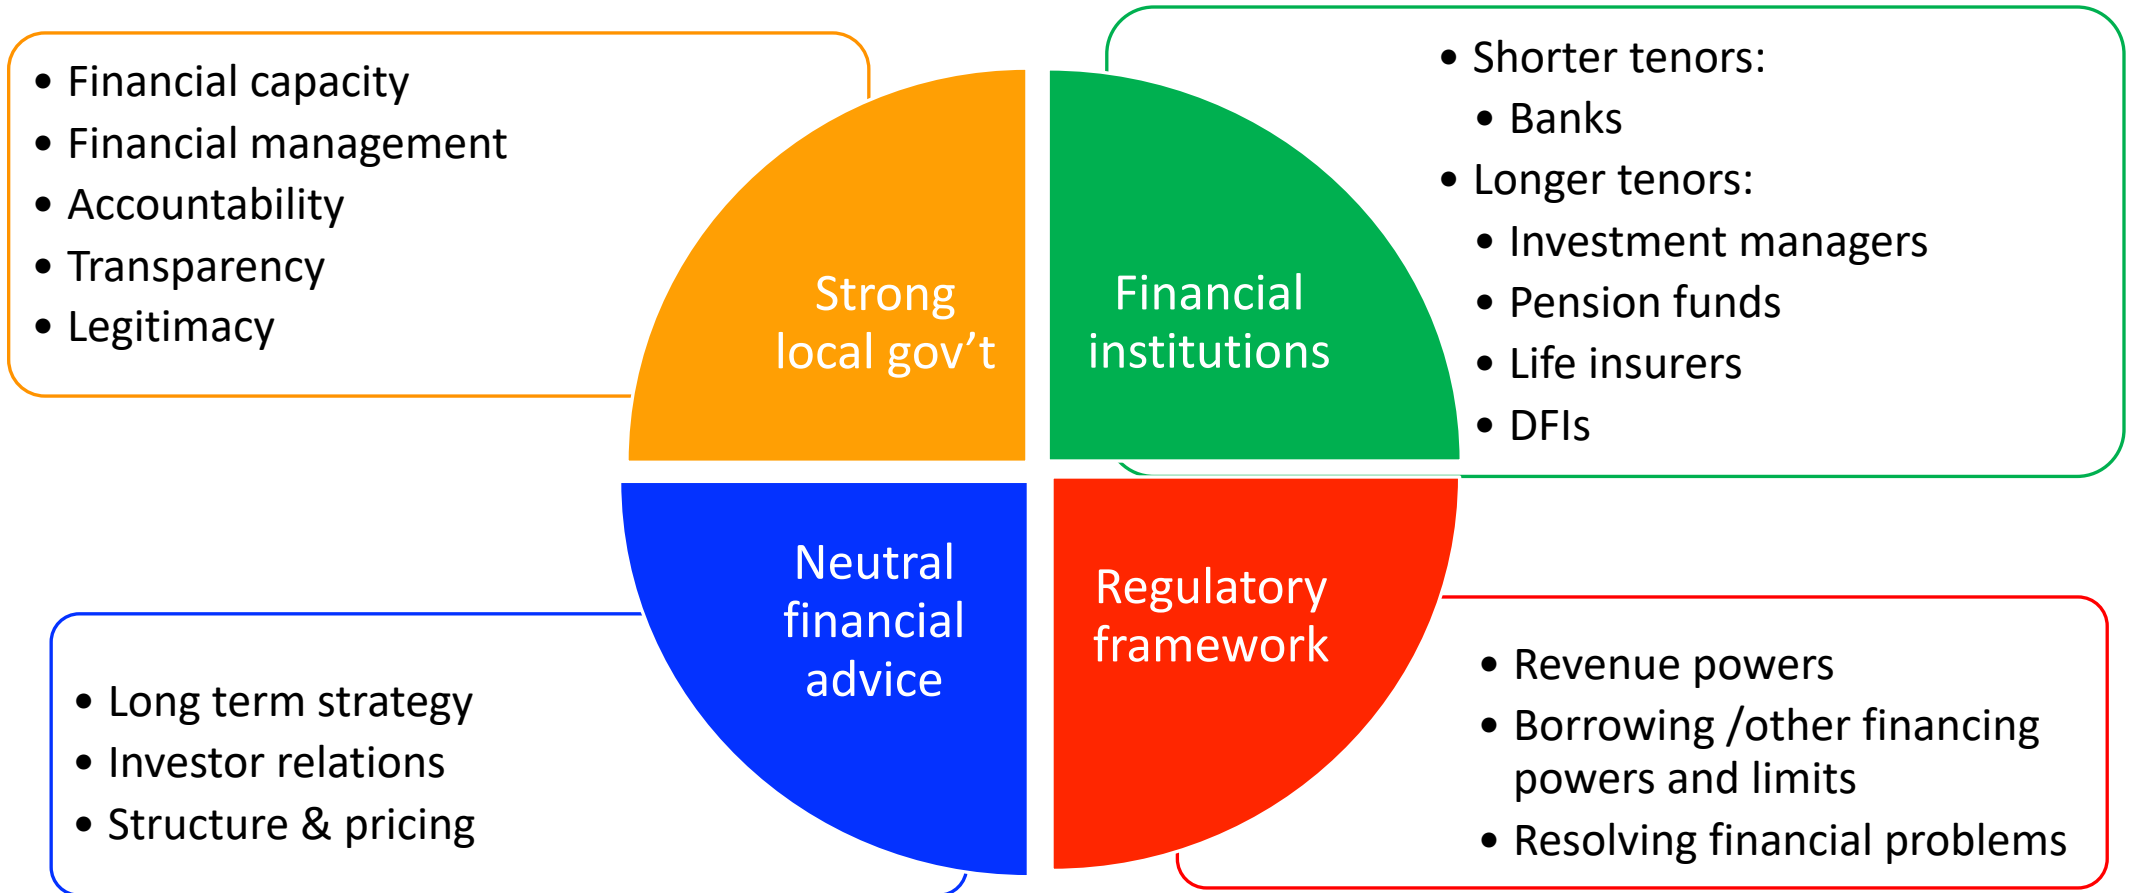 • Financial capacity
• Financial management
• Accountability
• Transparency
• Legitimacy
Strong
local gov’t
Financial
institutions
• Shorter tenors:
• Banks
• Longer tenors:
• Investment managers
• Pension funds
• Life insurers
• DFIs
Neutral
financial
advice
• Long term strategy
• Investor relations
• Structure & pricing
Regulatory
framework
• Revenue powers
• Borrowing /other financing
powers and limits
• Resolving financial problems